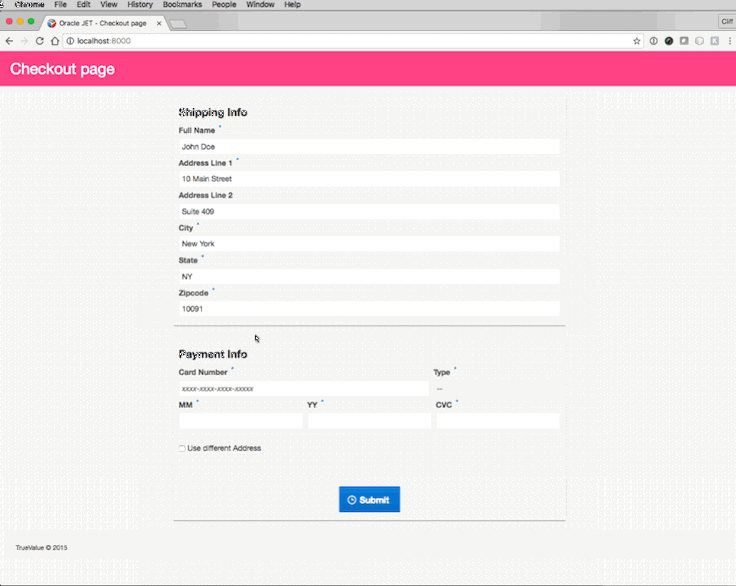 Chrome File Edit View History Bookmarks People Window Help
Oracle JET - Checkout page
Cliff
localhost:8000
Checkout page
Shipping Info
Full Name *
John Doe
Address Line 1 *
10 Main Street
Address Line 2
Suite 409
City *
New York
State *
NY
Zipcode *
10091
Payment Info
Card Number * Type *
xxxx-xxxx-xxxx-xxxxx --
MM * YY * CVC *
Use different Address
Submit
TrueValue © 2015